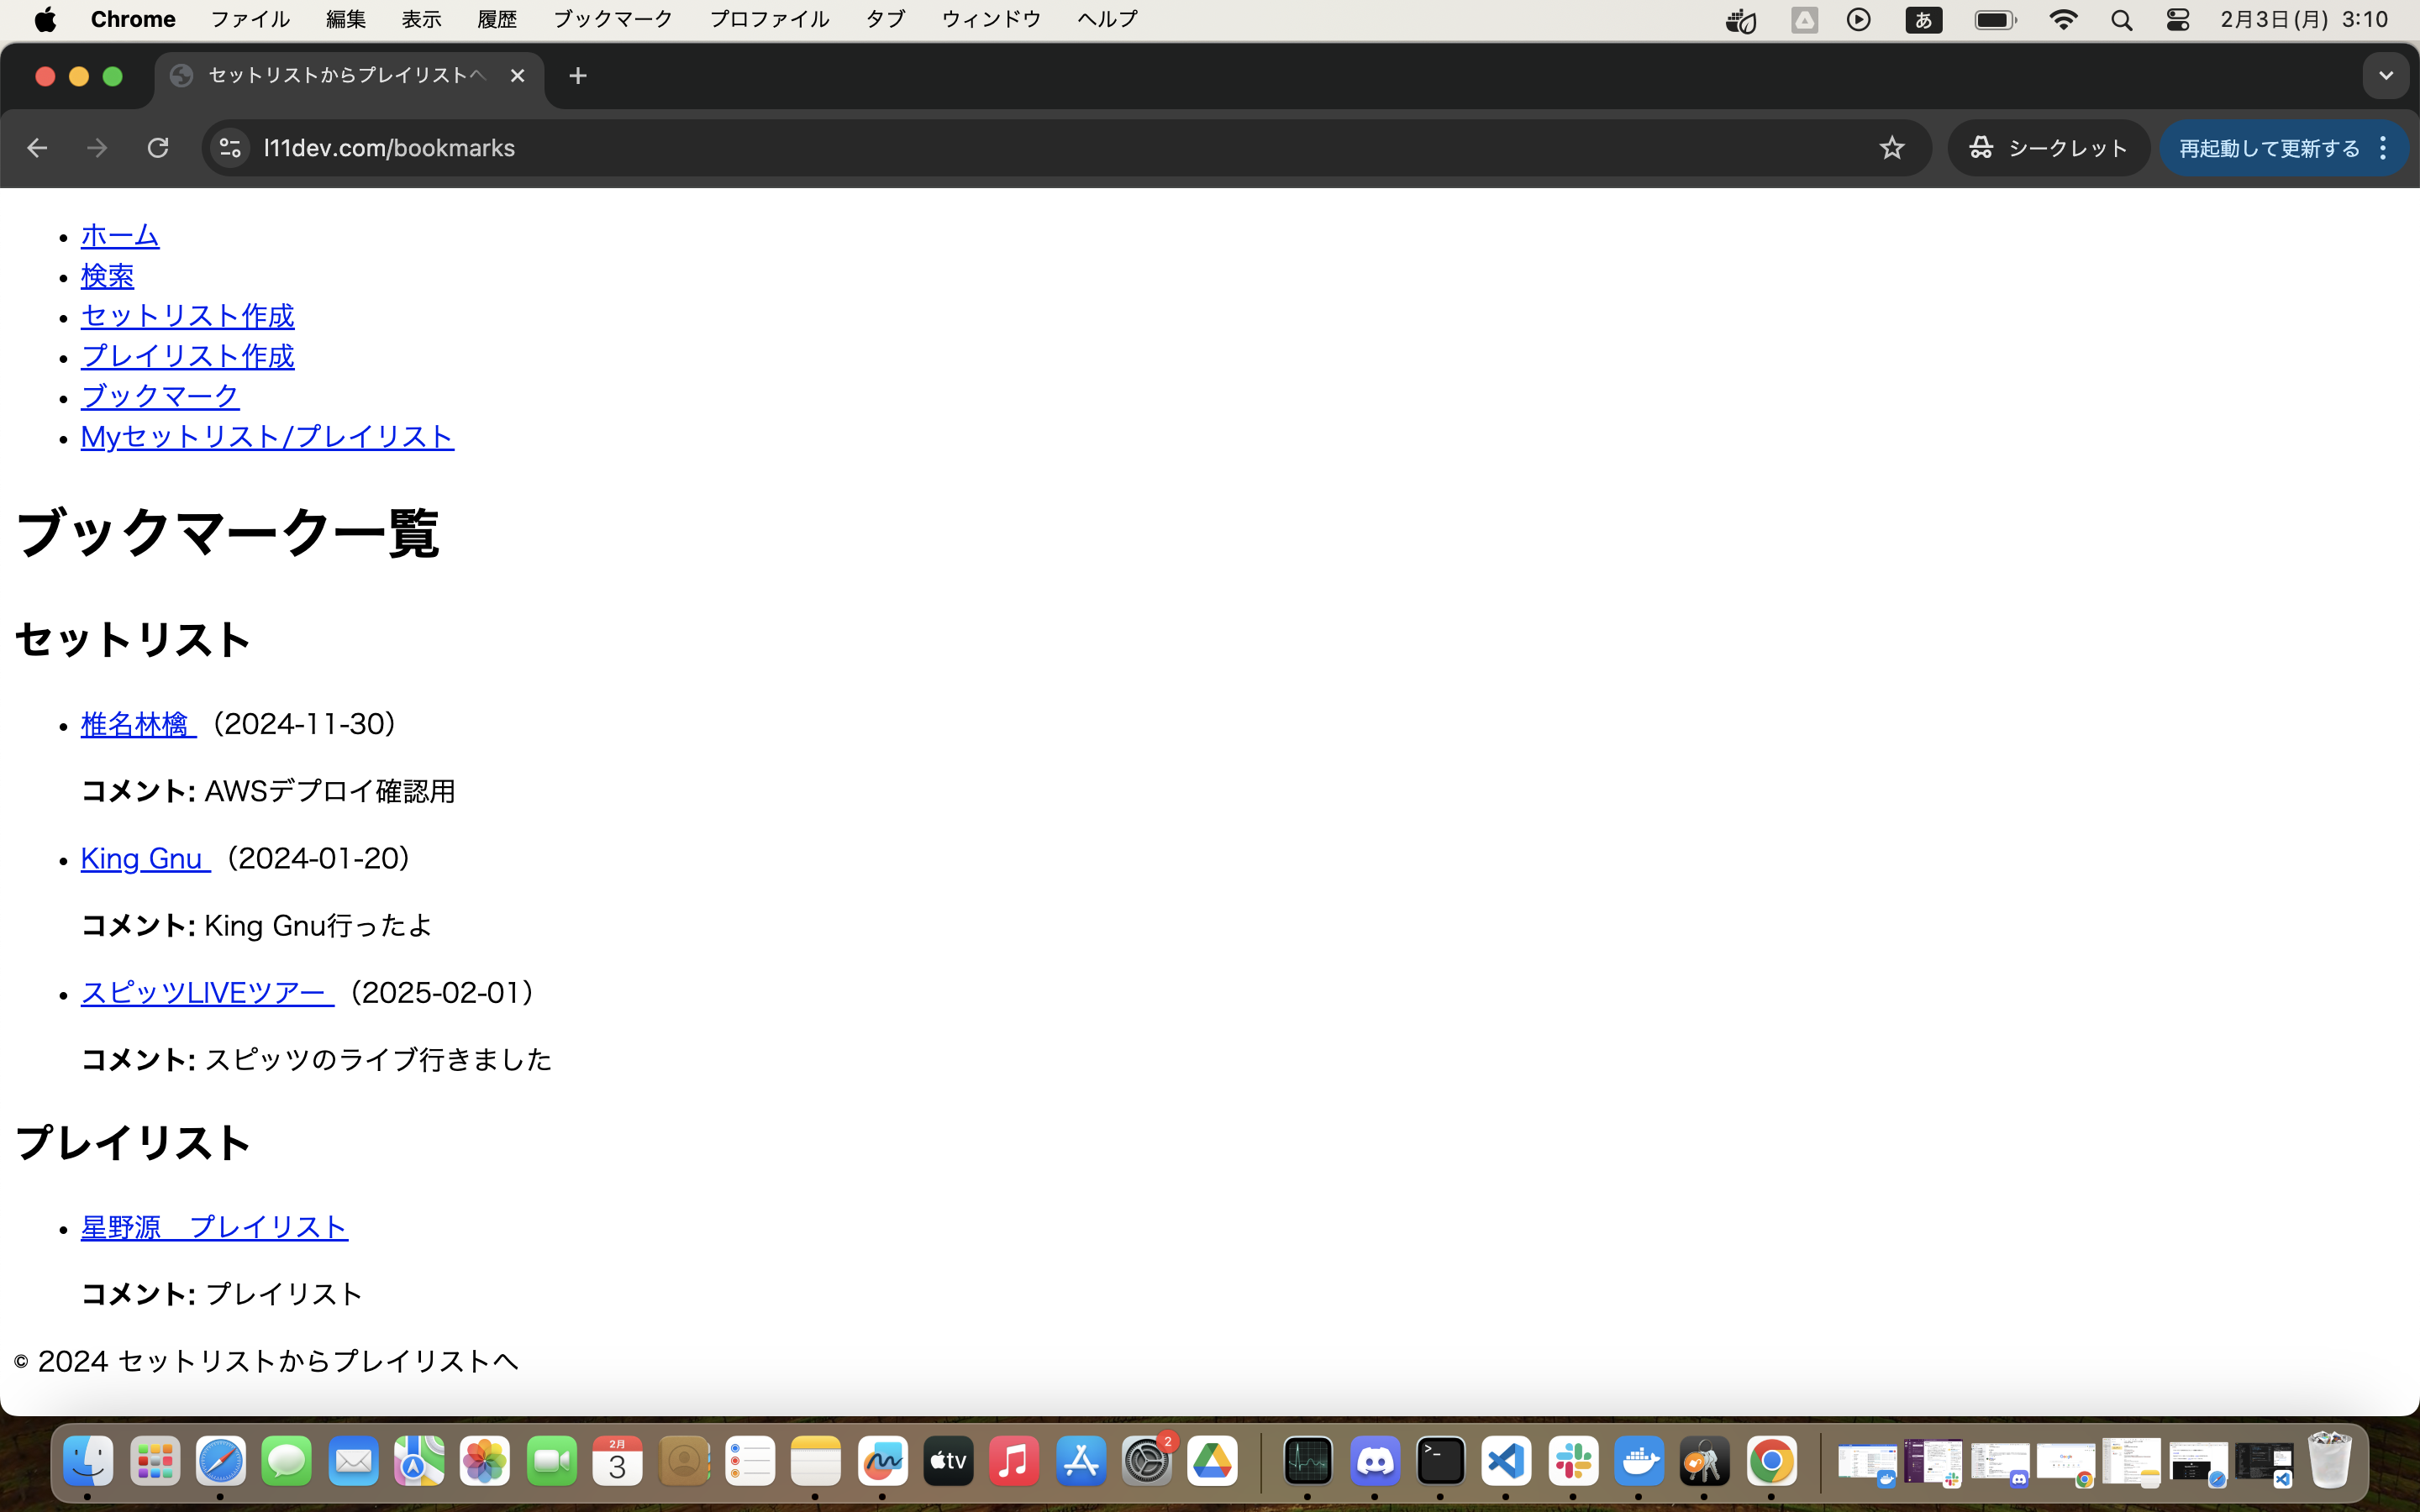 Chrome ファイル 編集 表示 履歴 ブックマーク プロファイル タブ ウィンドウ ヘルプ あ 2月3日(月) 3:10
セットリストからプレイリストへ
l11dev.com/bookmarks シークレット 再起動して更新する
• ホーム
• 検索
• セットリスト作成
• プレイリスト作成
• ブックマーク
• Myセットリスト/プレイリスト
ブックマーク一覧
セットリスト
• 椎名林檎 （2024-11-30）
コメント: AWSデプロイ確認用
• King Gnu （2024-01-20）
コメント: King Gnu行ったよ
• スピッツLIVEツアー （2025-02-01）
コメント: スピッツのライブ行きました
プレイリスト
• 星野源　プレイリスト
コメント: プレイリスト
© 2024 セットリストからプレイリストへ
2月
3
tv
2